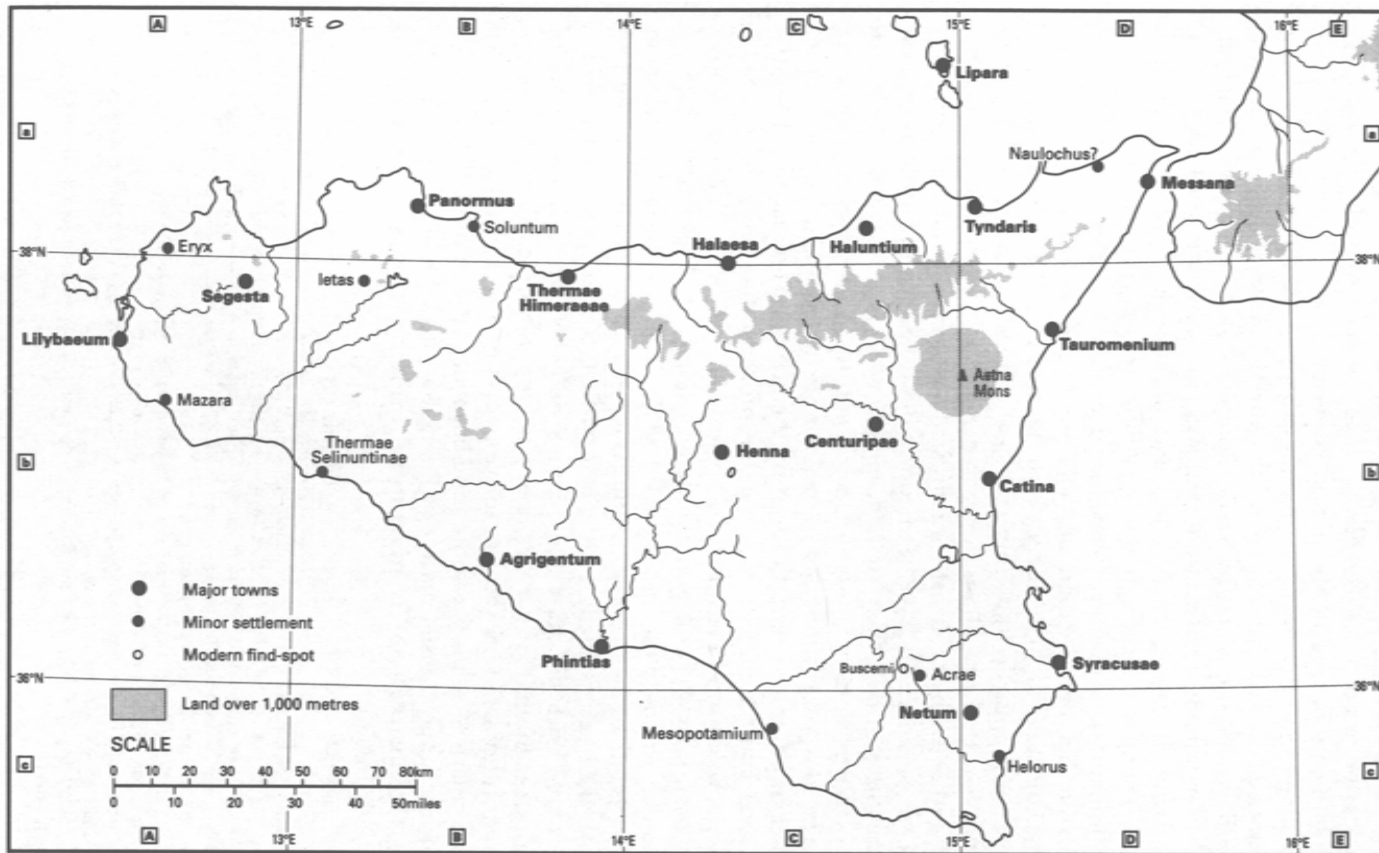 A
13°E
B
14°E
C
15°E
D
16°E
E
Lipara
a
a
Naulochus?
Messana
Panormus
Soluntum
Tyndaris
Haluntium
Halaesa
Eryx
38°N
38°N
Segesta
Ietas
Thermae
Himeraeae
Lilybaeum
Tauromenium
Aetna
Mons
Mazara
Centuripae
Thermae
Selinuntinae
Henna
b
b
Catina
Agrigentum
Major towns
Minor settlement
Modern find-spot
Phintias
Syracusae
Buscemi
Acrae
36°N
36°N
Land over 1,000 metres
Netum
Mesopotamium
SCALE
Helorus
c
c
0 10 20 30 40 50 60 70 80km
0 10 20 30 40 50miles
A
13°E
B
14°E
C
15°E
D
16°E
E